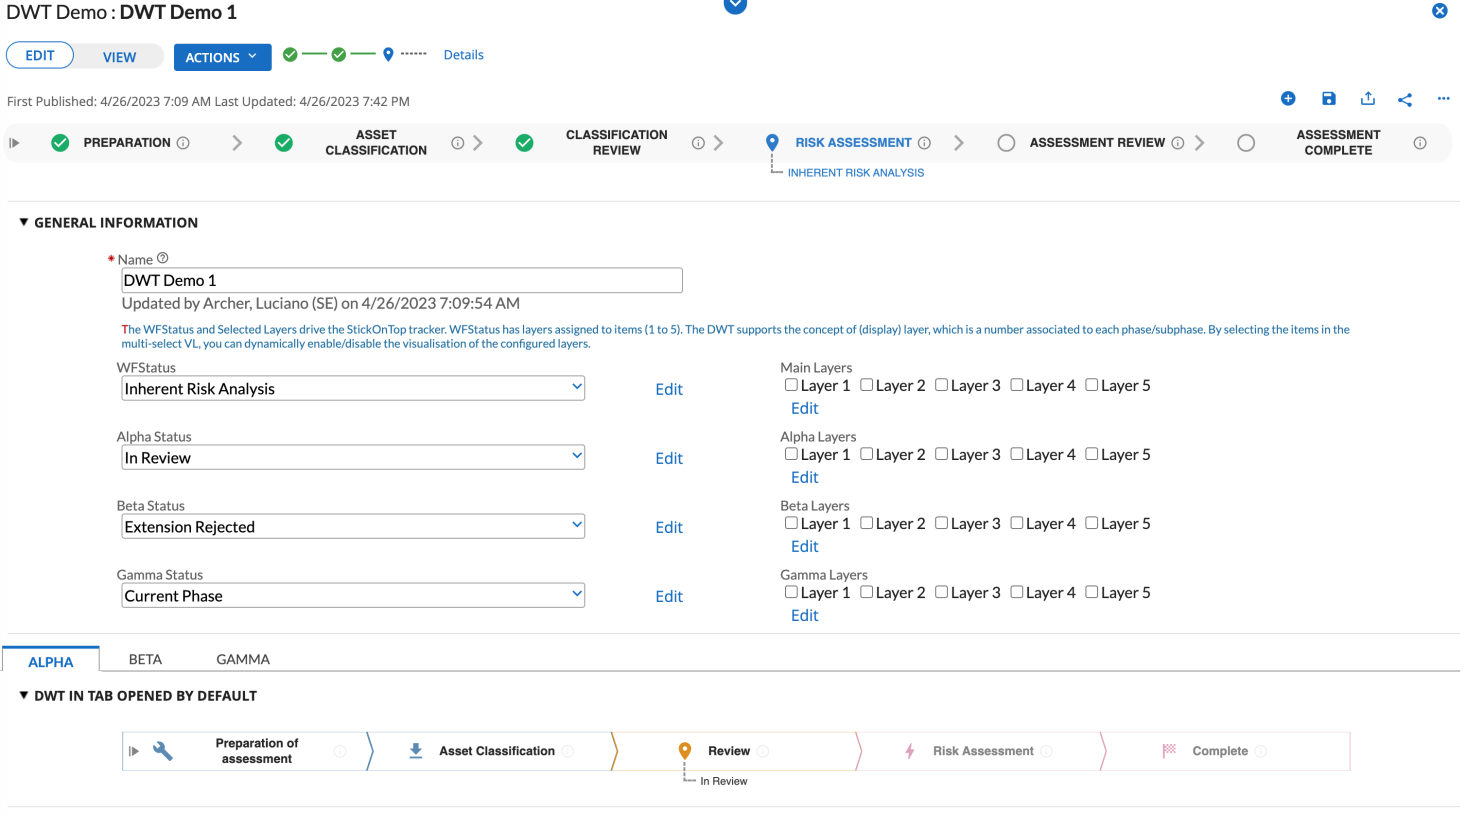 DWT Demo : DWT Demo 1
EDIT VIEW ACTIONS Details
First Published: 4/26/2023 7:09 AM Last Updated: 4/26/2023 7:42 PM
PREPARATION
ASSET
CLASSIFICATION
CLASSIFICATION
REVIEW
RISK ASSESSMENT
INHERENT RISK ANALYSIS
ASSESSMENT REVIEW
ASSESSMENT
COMPLETE
GENERAL INFORMATION
* Name
DWT Demo 1
Updated by Archer, Luciano (SE) on 4/26/2023 7:09:54 AM
The WFStatus and Selected Layers drive the StickOnTop tracker. WFStatus has layers assigned to items (1 to 5). The DWT supports the concept of (display) layer, which is a number associated to each phase/subphase. By selecting the items in the
multi-select VL, you can dynamically enable/disable the visualisation of the configured layers.
WFStatus
Inherent Risk Analysis Edit
Main Layers
Layer 1 Layer 2 Layer 3 Layer 4 Layer 5
Edit
Alpha Status
In Review Edit
Alpha Layers
Layer 1 Layer 2 Layer 3 Layer 4 Layer 5
Edit
Beta Status
Extension Rejected Edit
Beta Layers
Layer 1 Layer 2 Layer 3 Layer 4 Layer 5
Edit
Gamma Status
Current Phase Edit
Gamma Layers
Layer 1 Layer 2 Layer 3 Layer 4 Layer 5
Edit
ALPHA BETA GAMMA
DWT IN TAB OPENED BY DEFAULT
Preparation of
assessment
Asset Classification
Review
In Review
Risk Assessment
Complete